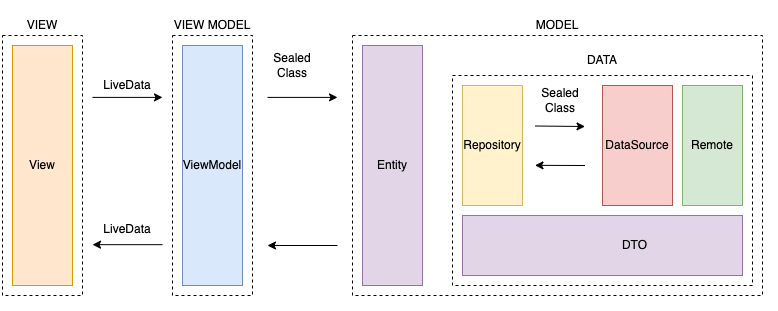 VIEW
VIEW MODEL
MODEL
LiveData
Sealed
Class
DATA
Sealed
Class
View
ViewModel
Entity
Repository
DataSource
Remote
LiveData
DTO